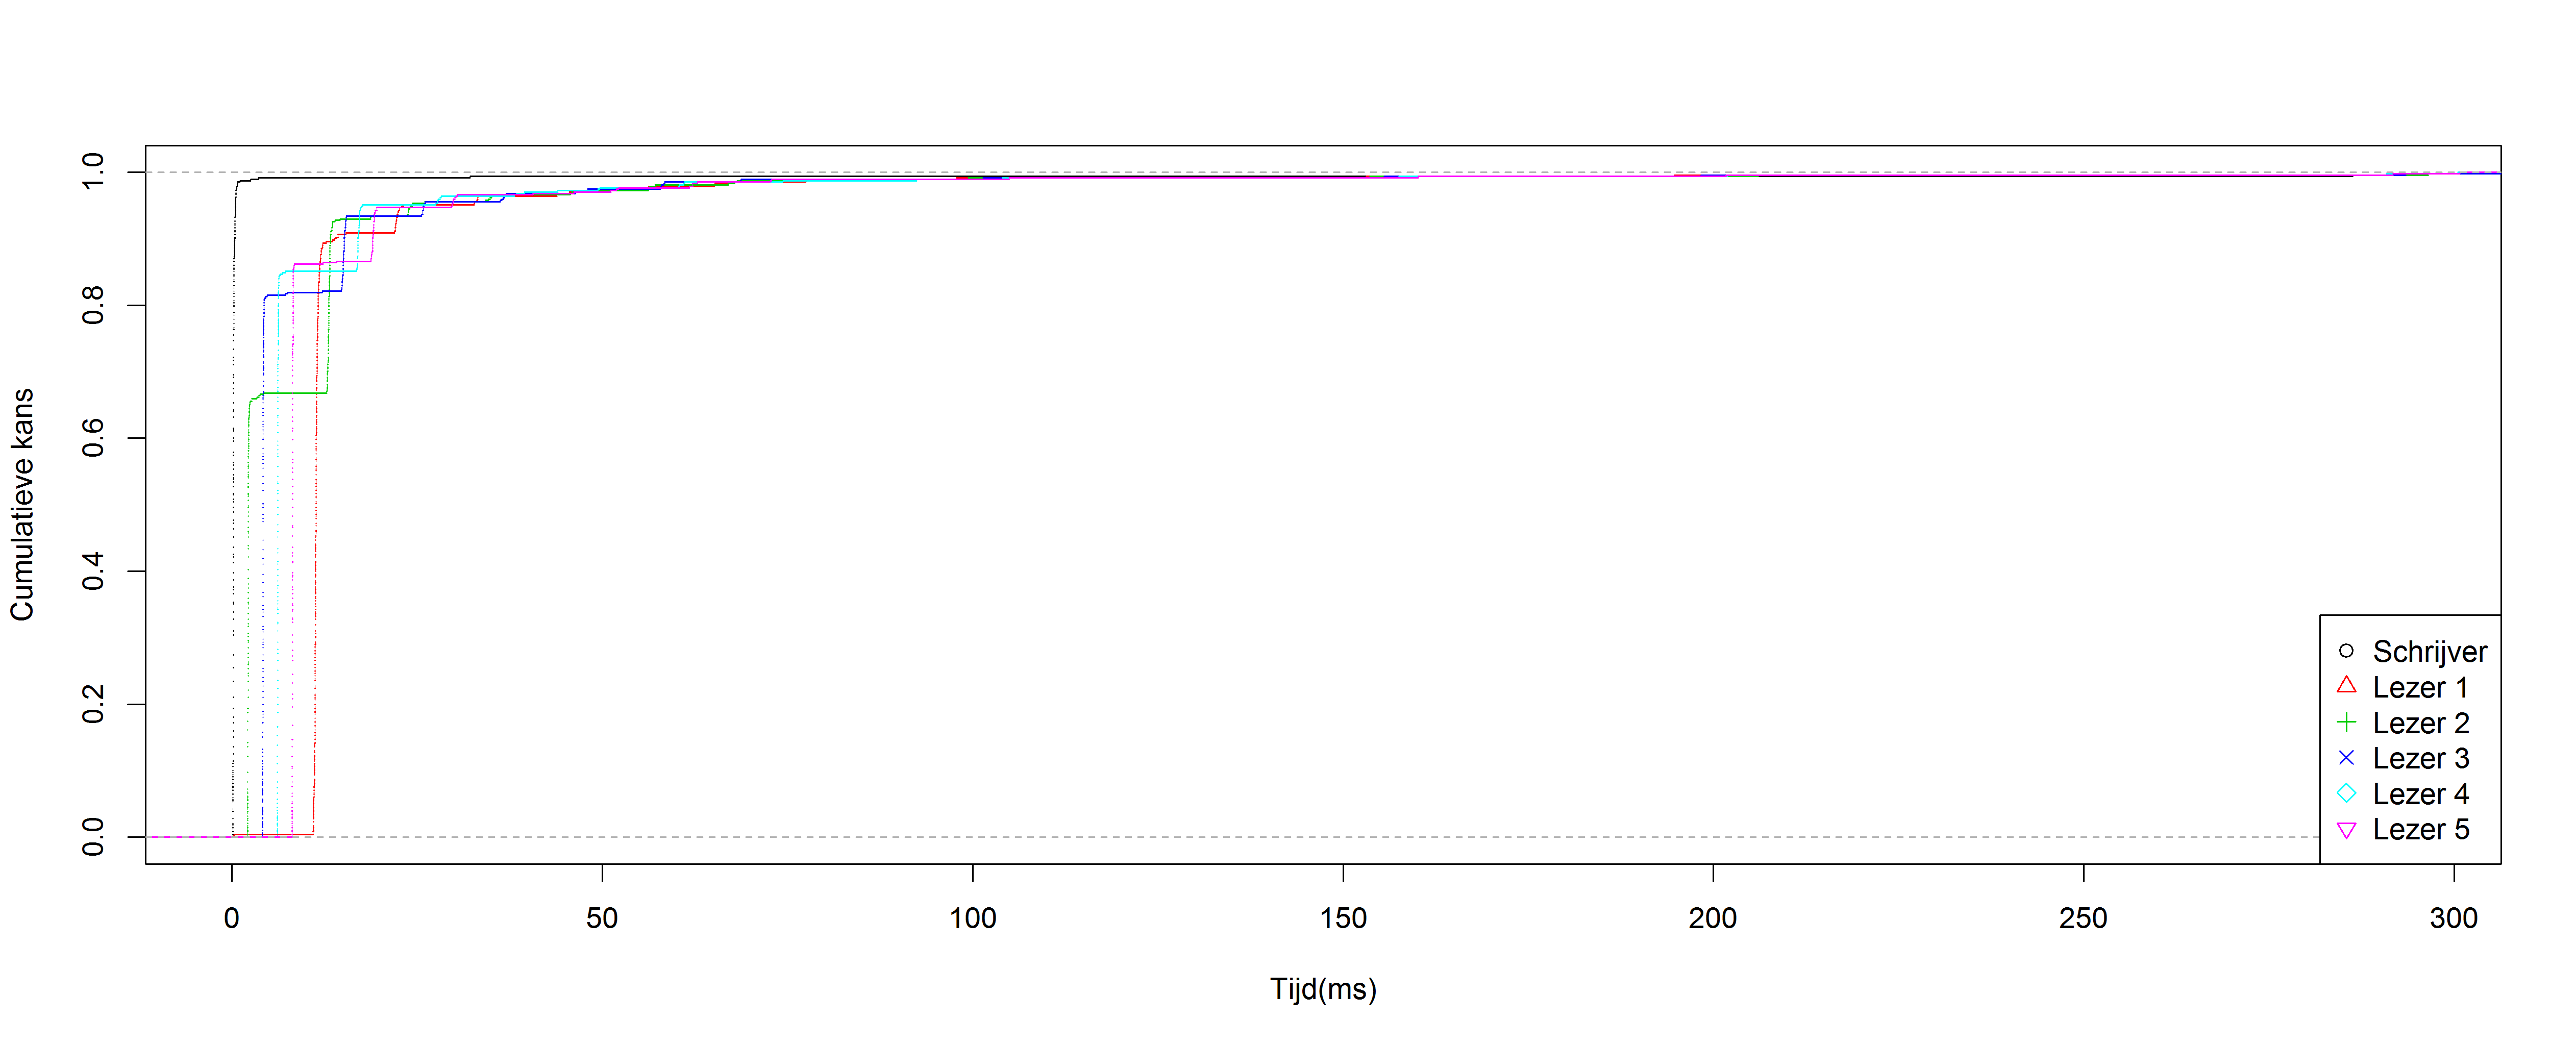 Cumulatieve kans
1.0
0.8
0.6
0.4
0.2
0.0
0
50
100
150
200
250
300
Tijd(ms)
Schrijver
Lezer 1
Lezer 2
Lezer 3
Lezer 4
Lezer 5